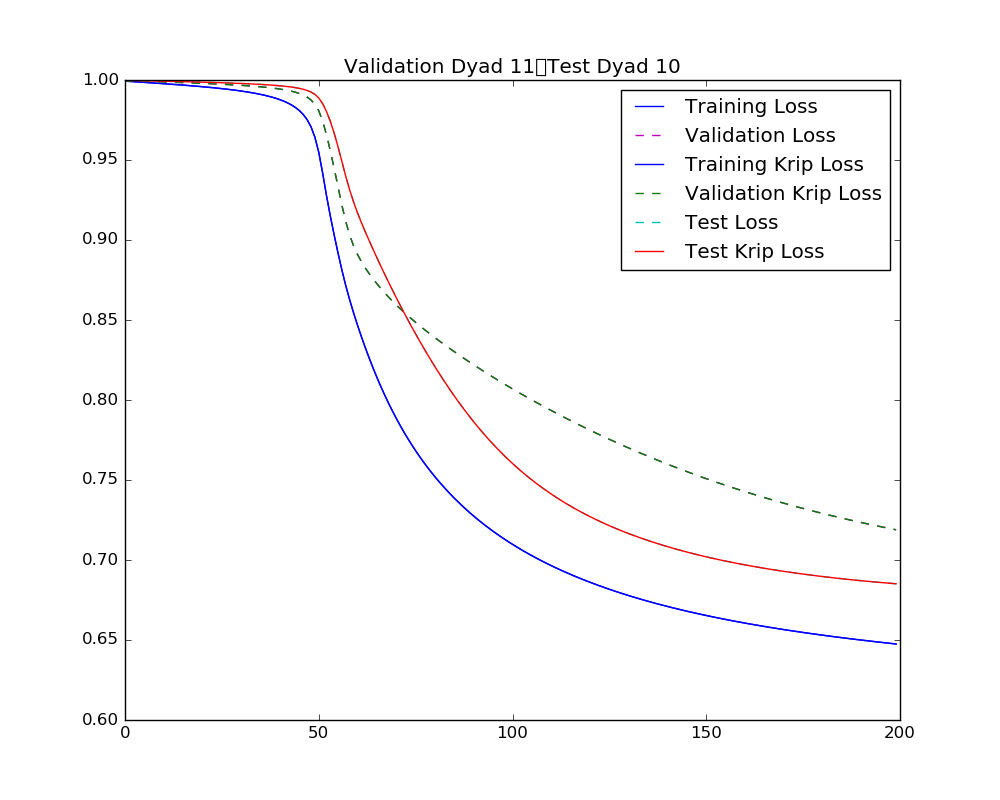 Validation Dyad 11▯Test Dyad 10
1.00
0.95
0.90
0.85
0.80
0.75
0.70
0.65
0.60
0 50 100 150 200
Training Loss
Validation Loss
Training Krip Loss
Validation Krip Loss
Test Loss
Test Krip Loss